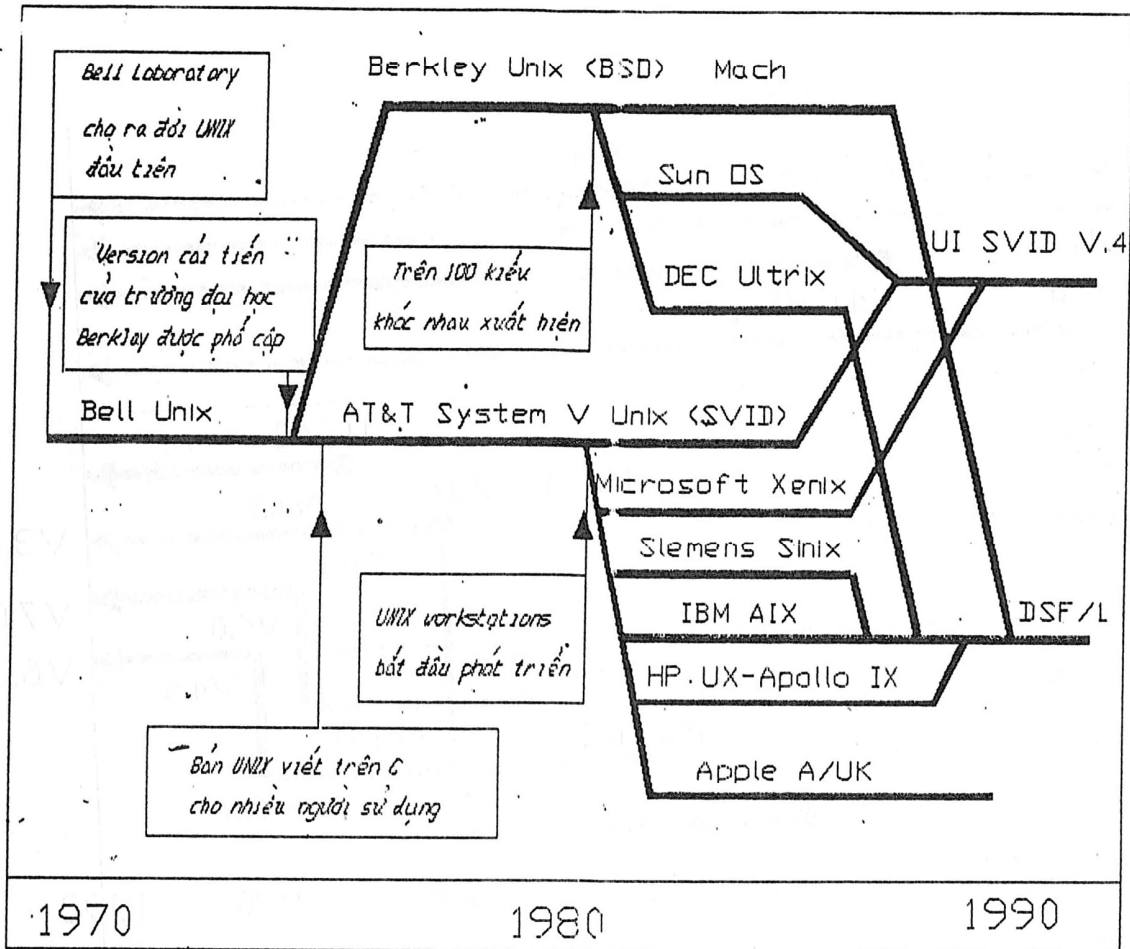 Bell Laboratory
cho ra đời UNIX
đầu tiên
Berkley Unix (BSD) Mach
Sun OS
UI SVID V.4
Version cải tiến
của trường đại học
Berklay được phổ cập
Trên 100 kiểu
khác nhau xuất hiện
DEC Ultrix
Bell Unix
AT&T System V Unix (SVID)
Microsoft Xenix
Siemens Sinix
UNIX workstations
bắt đầu phát triển
IBM AIX
DSF/L
HP.UX-Apollo IX
Bản UNIX viết trên C
cho nhiều người sử dụng
Apple A/UK
1970 1980 1990